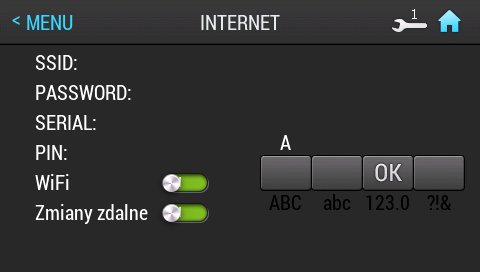 < MENU INTERNET 1
SSID:
PASSWORD:
SERIAL:
PIN:
A
WiFi
OK
Zmiany zdalne
ABC abc 123.0 ?!&